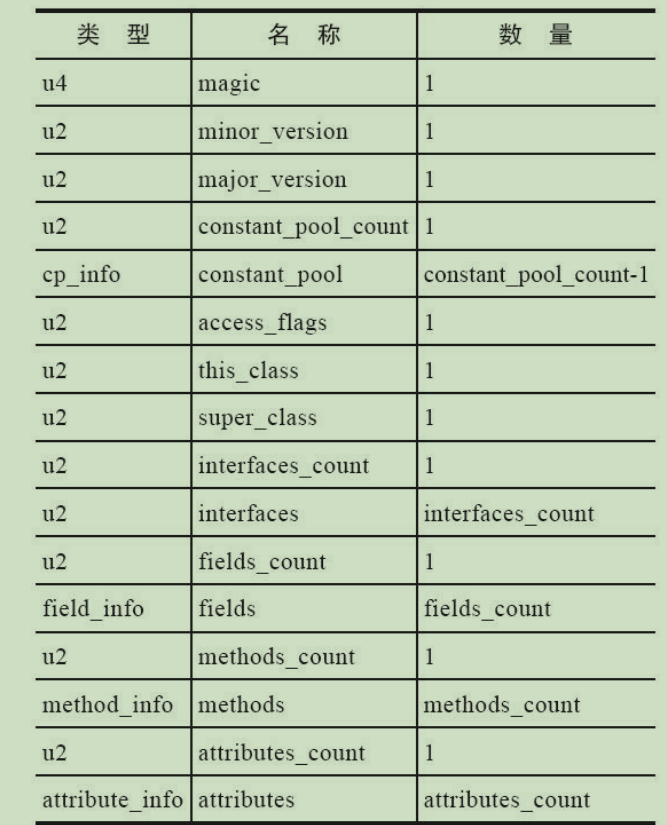 类 型 名 称 数 量
u4 magic 1
u2 minor_version 1
u2 major_version 1
u2 constant_pool_count 1
cp_info constant_pool constant_pool_count-1
u2 access_flags 1
u2 this_class 1
u2 super_class 1
u2 interfaces_count 1
u2 interfaces interfaces_count
u2 fields_count 1
field_info fields fields_count
u2 methods_count 1
method_info methods methods_count
u2 attributes_count 1
attribute_info attributes attributes_count